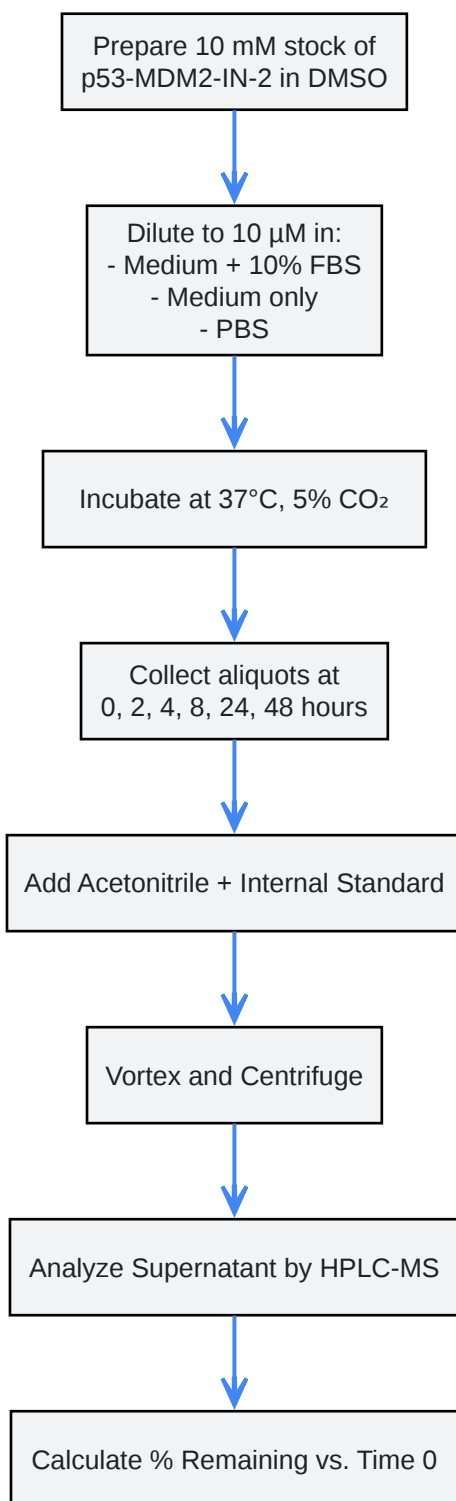 Prepare 10 mM stock of
p53-MDM2-IN-2 in DMSO
Dilute to 10 µM in:
- Medium + 10% FBS
- Medium only
- PBS
Incubate at 37°C, 5% CO₂
Collect aliquots at
0, 2, 4, 8, 24, 48 hours
Add Acetonitrile + Internal Standard
Vortex and Centrifuge
Analyze Supernatant by HPLC-MS
Calculate % Remaining vs. Time 0